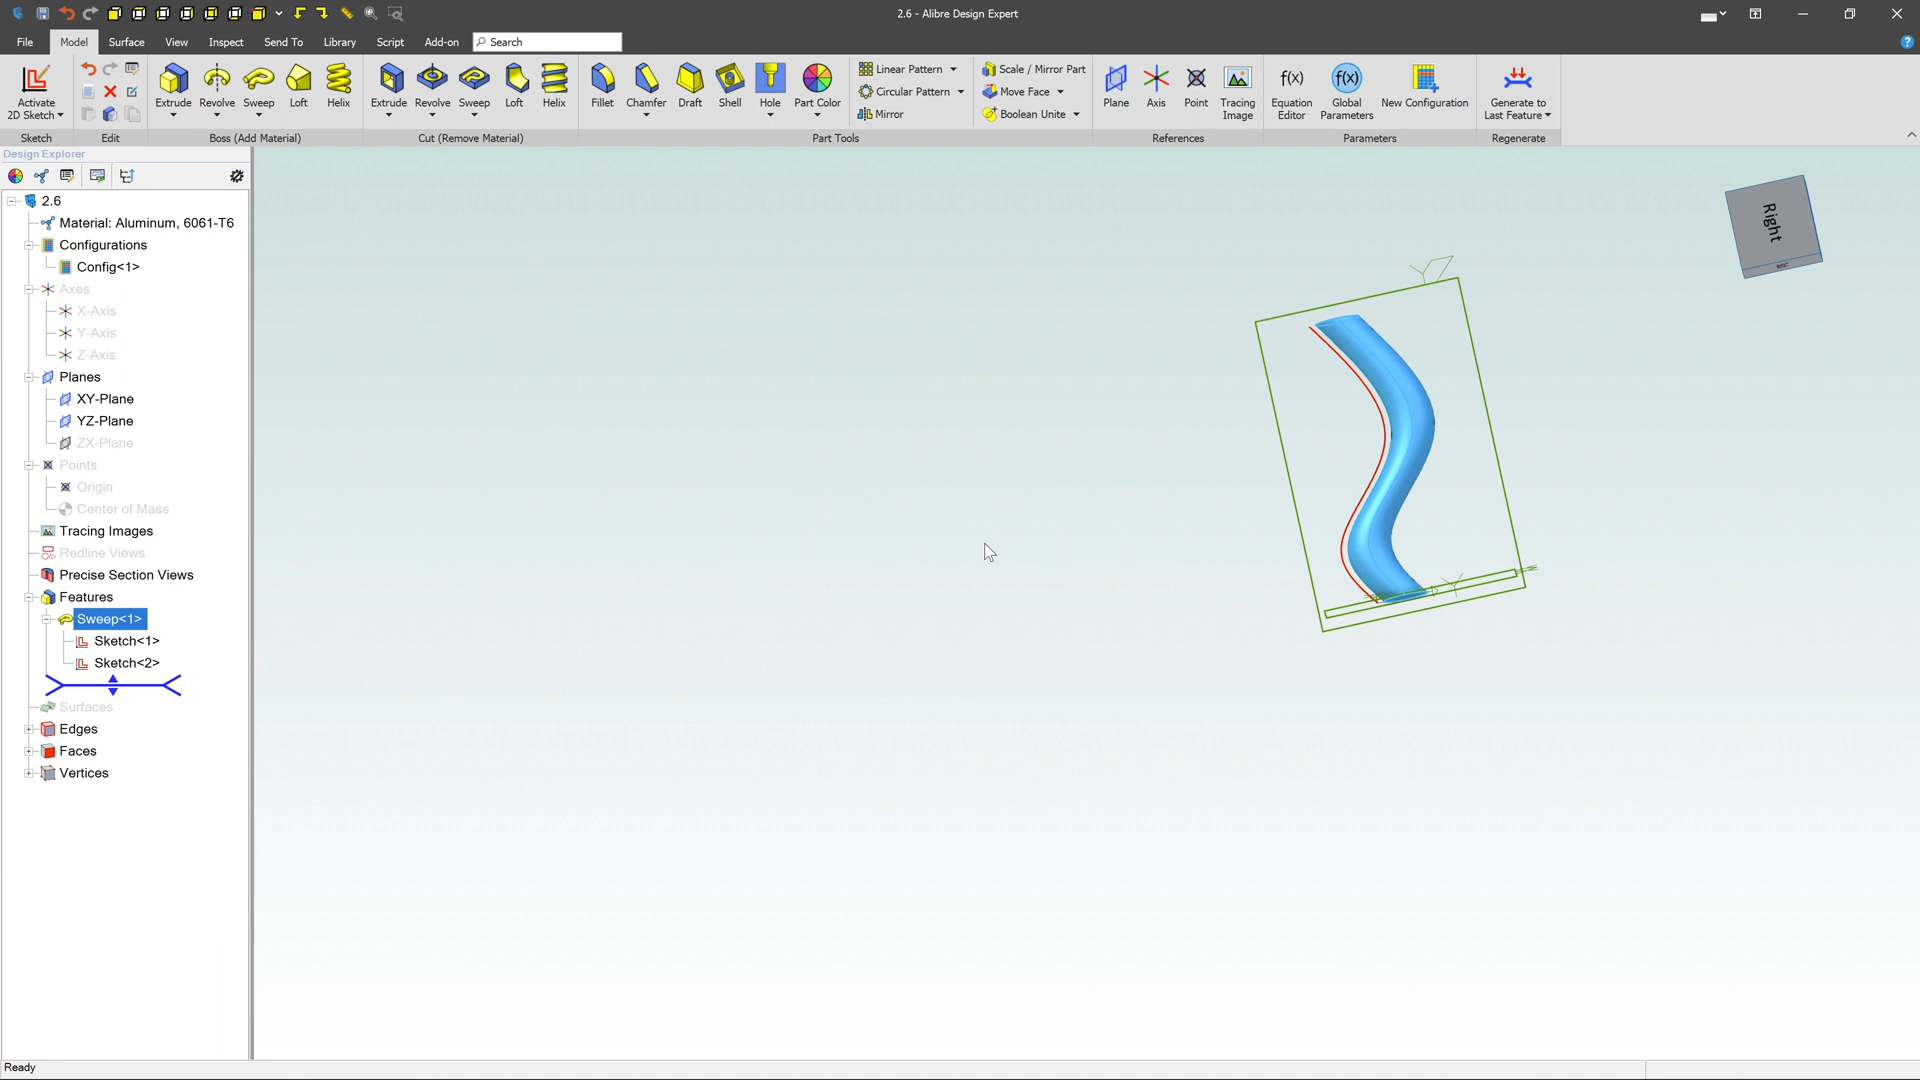 2.6 - Alibre Design Expert
File Model Surface View Inspect Send To Library Script Add-on Search
Activate 2D Sketch
Extrude Revolve Sweep Loft Helix
Extrude Revolve Sweep Loft Helix
Fillet Chamfer Draft Shell Hole Part Color
Linear Pattern
Circular Pattern
Mirror
Scale / Mirror Part
Move Face
Boolean Unite
Plane Axis Point Tracing Image
f(x) Equation Editor
f(x) Global Parameters
New Configuration
Generate to Last Feature
Sketch Edit Boss (Add Material) Cut (Remove Material) Part Tools References Parameters Regenerate
Design Explorer
2.6
Material: Aluminum, 6061-T6
Configurations
Config<1>
Axes
X-Axis
Y-Axis
Z-Axis
Planes
XY-Plane
YZ-Plane
ZX-Plane
Points
Origin
Center of Mass
Tracing Images
Redline Views
Precise Section Views
Features
Sweep<1>
Sketch<1>
Sketch<2>
Surfaces
Edges
Faces
Vertices
Right
Ready